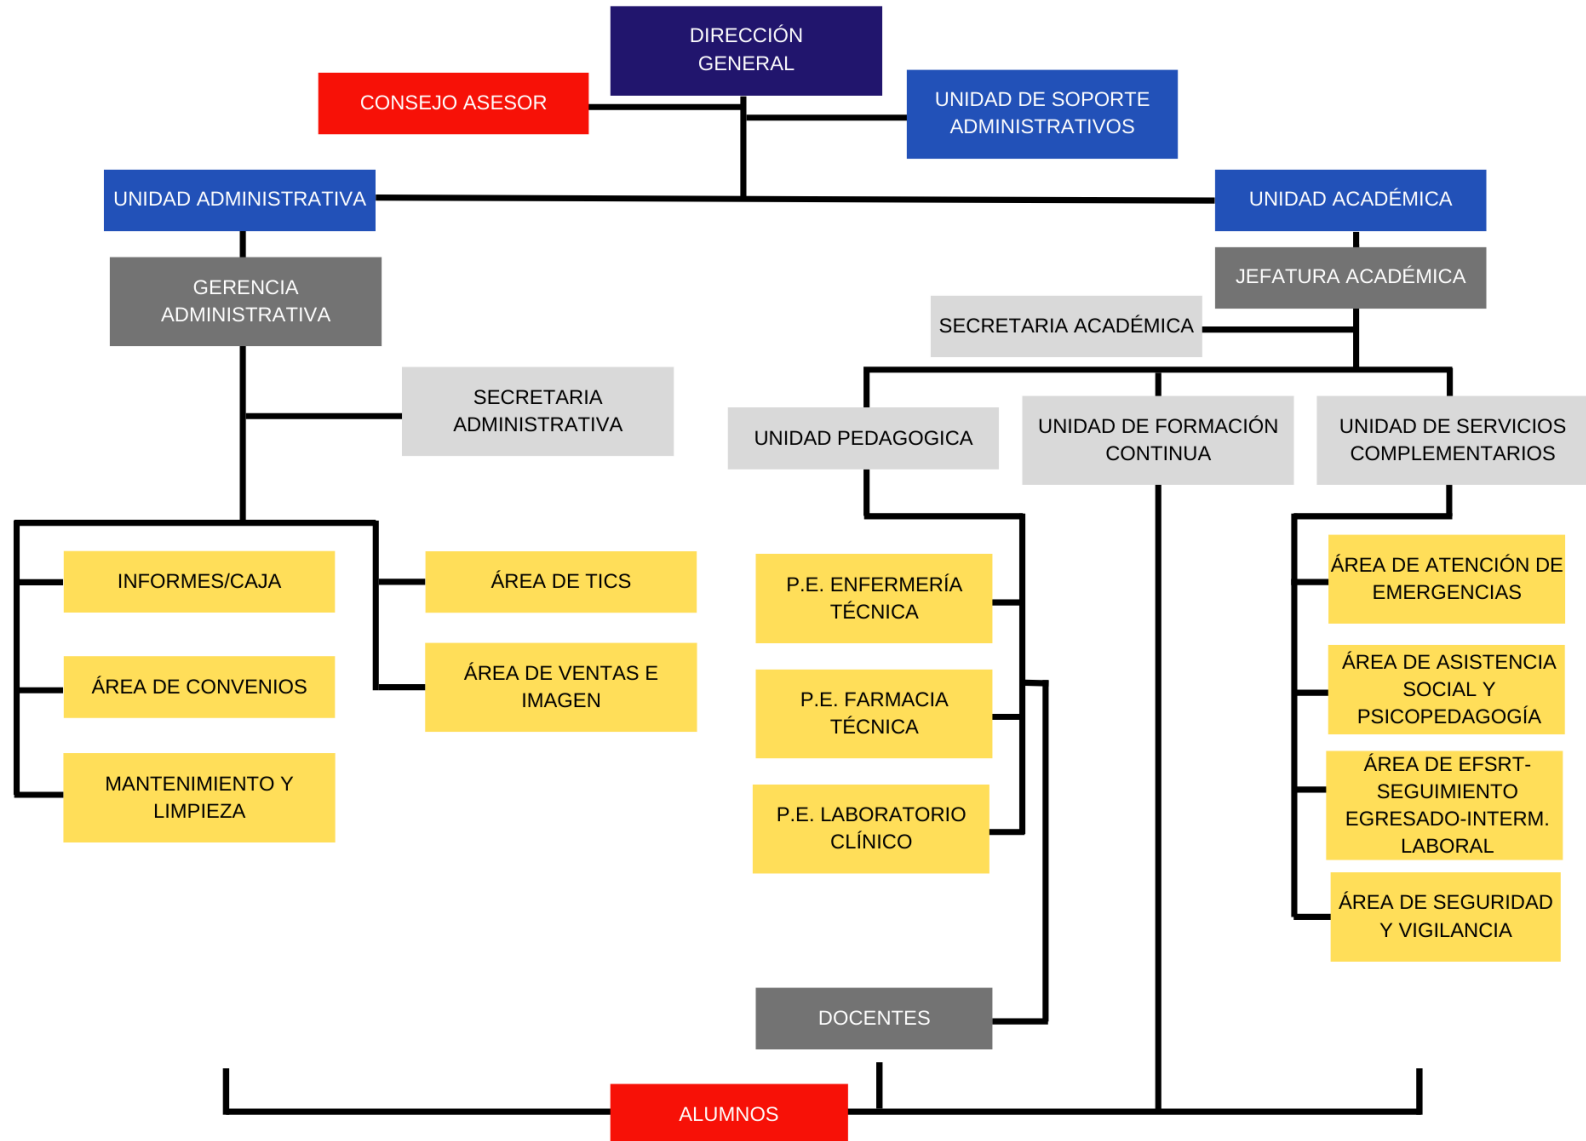 DIRECCIÓN
GENERAL
CONSEJO ASESOR
UNIDAD DE SOPORTE
ADMINISTRATIVOS
UNIDAD ADMINISTRATIVA
UNIDAD ACADÉMICA
GERENCIA
ADMINISTRATIVA
JEFATURA ACADÉMICA
SECRETARIA ACADÉMICA
SECRETARIA
ADMINISTRATIVA
UNIDAD PEDAGOGICA
UNIDAD DE FORMACIÓN
CONTINUA
UNIDAD DE SERVICIOS
COMPLEMENTARIOS
INFORMES/CAJA
ÁREA DE CONVENIOS
MANTENIMIENTO Y
LIMPIEZA
ÁREA DE TICS
ÁREA DE VENTAS E
IMAGEN
P.E. ENFERMERÍA
TÉCNICA
P.E. FARMACIA
TÉCNICA
P.E. LABORATORIO
CLÍNICO
ÁREA DE ATENCIÓN DE
EMERGENCIAS
ÁREA DE ASISTENCIA
SOCIAL Y
PSICOPEDAGOGÍA
ÁREA DE EFSRT-
SEGUIMIENTO
EGRESADO-INTERM.
LABORAL
ÁREA DE SEGURIDAD
Y VIGILANCIA
DOCENTES
ALUMNOS